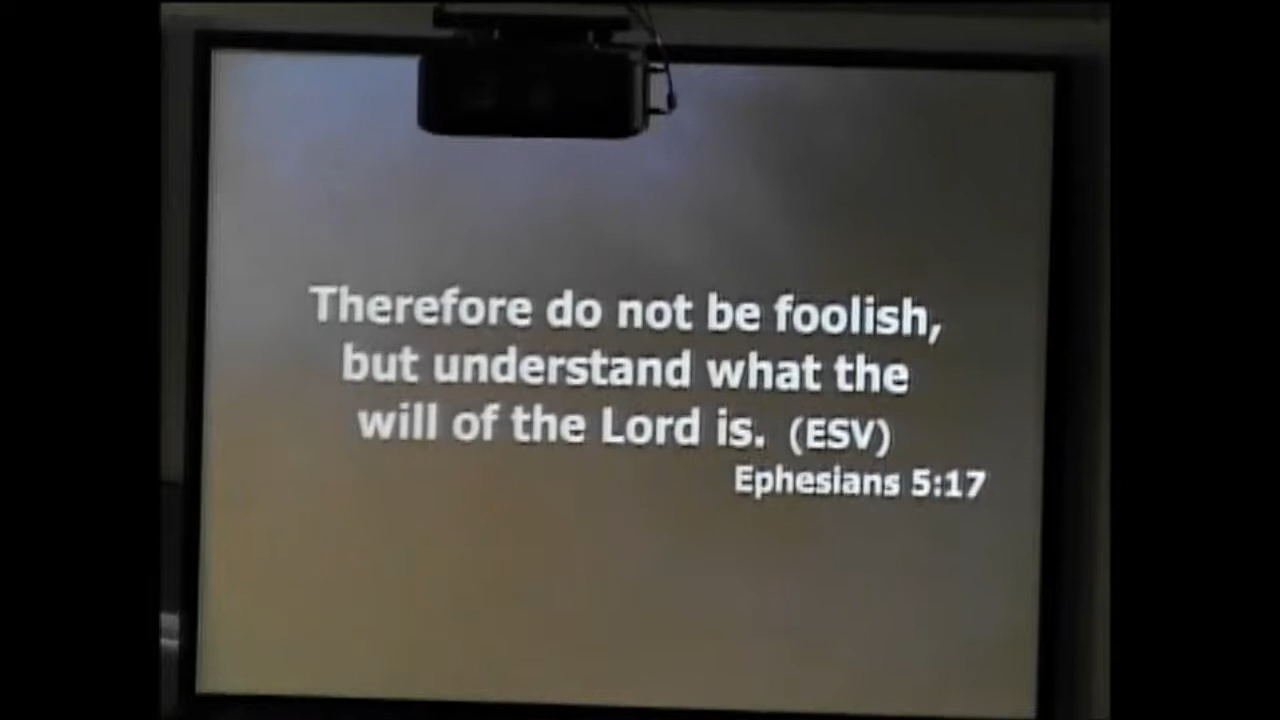 Therefore do not be foolish,
but understand what the
will of the Lord is. (ESV)
Ephesians 5:17